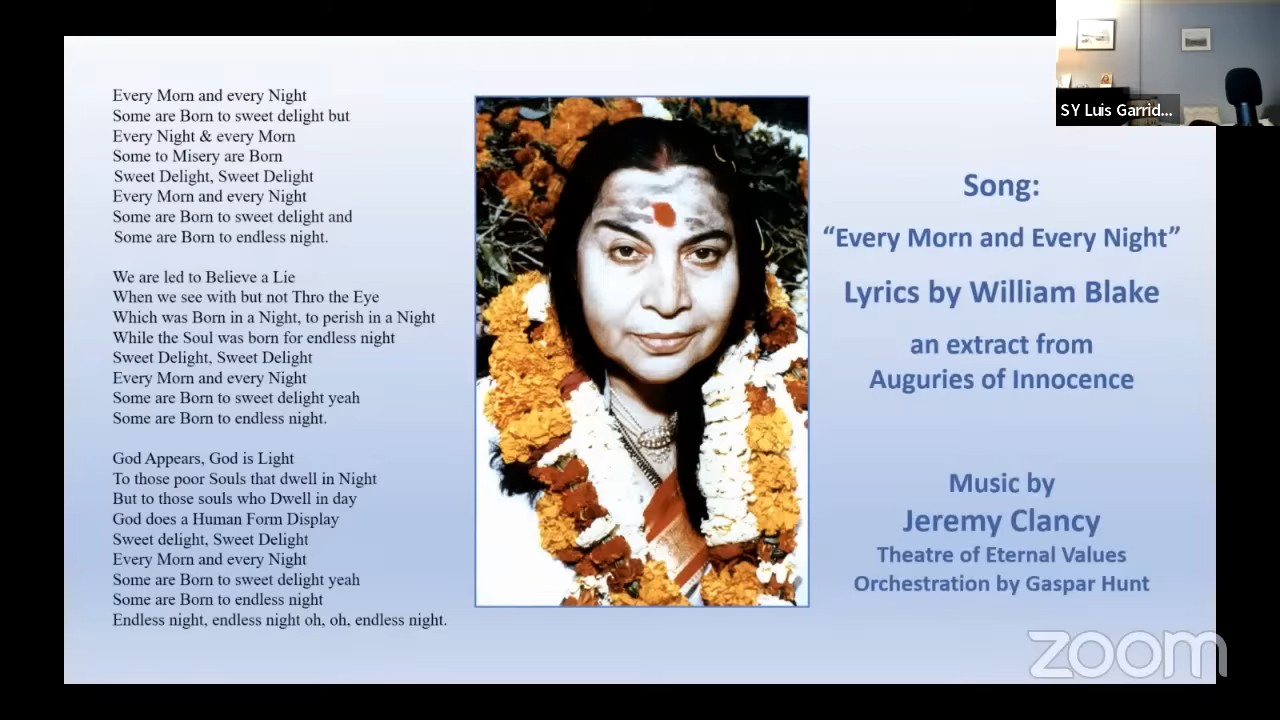 Every Morn and every Night
Some are Born to sweet delight but
Every Night & every Morn
Some to Misery are Born
Sweet Delight, Sweet Delight
Every Morn and every Night
Some are Born to sweet delight and
Some are Born to endless night.
We are led to Believe a Lie
When we see with but not Thro the Eye
Which was Born in a Night, to perish in a Night
While the Soul was born for endless night
Sweet Delight, Sweet Delight
Every Morn and every Night
Some are Born to sweet delight yeah
Some are Born to endless night.
God Appears, God is Light
To those poor Souls that dwell in Night
But to those souls who Dwell in day
God does a Human Form Display
Sweet delight, Sweet Delight
Every Morn and every Night
Some are Born to sweet delight yeah
Some are Born to endless night
Endless night, endless night oh, oh, endless night.
Song:
“Every Morn and Every Night”
Lyrics by William Blake
an extract from
Auguries of Innocence
Music by
Jeremy Clancy
Theatre of Eternal Values
Orchestration by Gaspar Hunt
SY Luis Garrid...
zoom